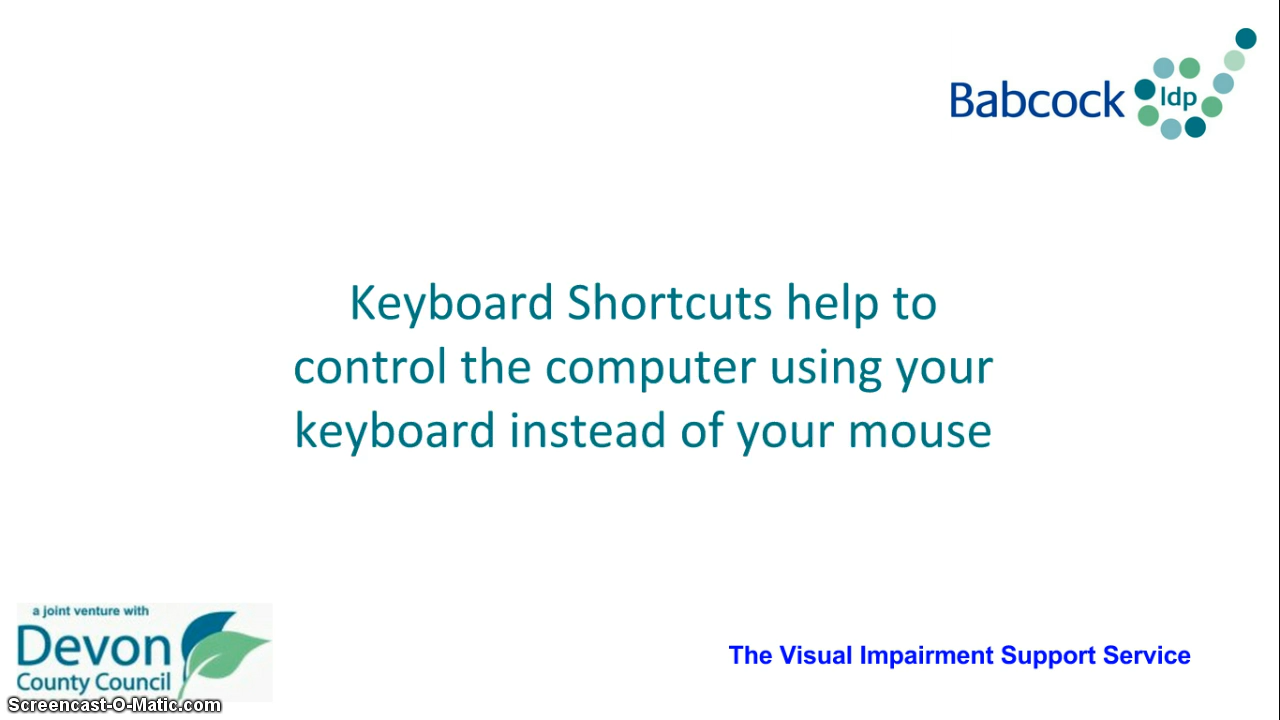 Babcock ldp
Keyboard Shortcuts help to
control the computer using your
keyboard instead of your mouse
a joint venture with
Devon
County Council
The Visual Impairment Support Service
Screencast-O-Matic.com